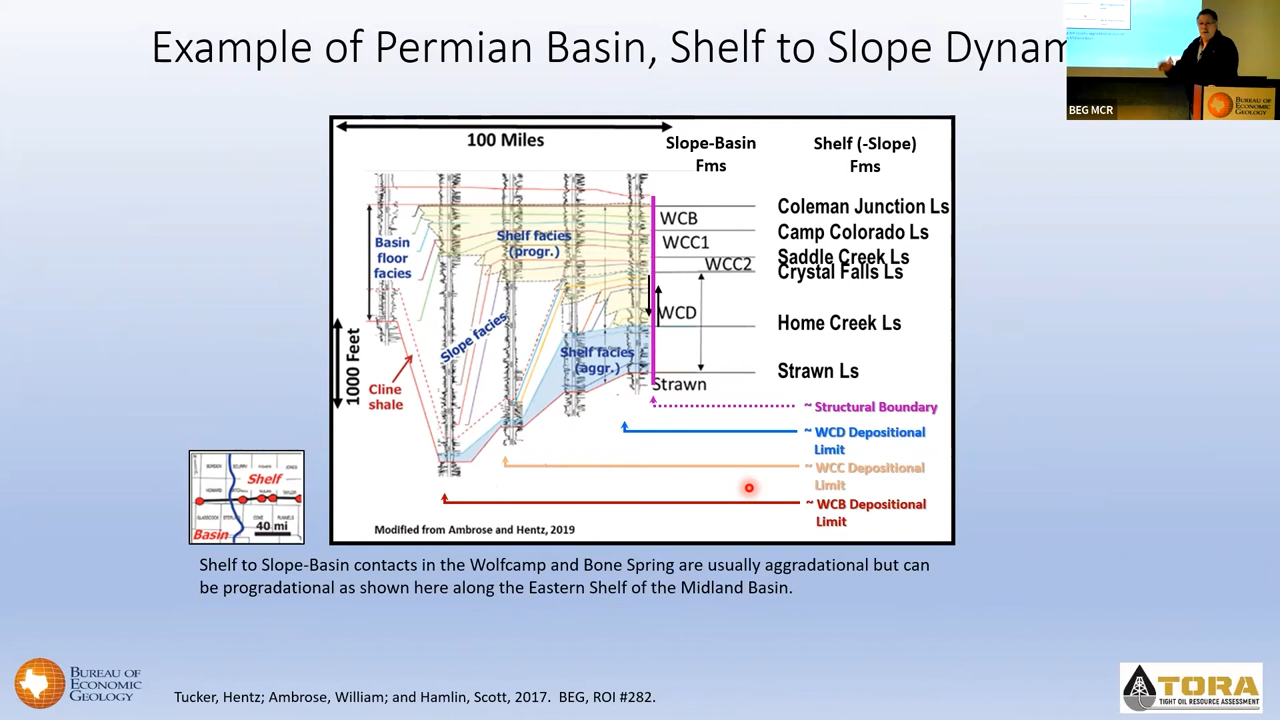 Example of Permian Basin, Shelf to Slope Dynam
BEG MCR
BUREAU OF
ECONOMIC
GEOLOGY
100 Miles
Slope-Basin
Fms
Shelf (-Slope)
Fms
WCB
WCC1
WCC2
WCD
Strawn
Coleman Junction Ls
Camp Colorado Ls
Saddle Creek Ls
Crystal Falls Ls
Home Creek Ls
Strawn Ls
Basin
floor
facies
Shelf facies
(progr.)
Slope facies
Shelf facies
(aggr.)
1000 Feet
Cline
shale
~ Structural Boundary
~ WCD Depositional
Limit
~ WCC Depositional
Limit
~ WCB Depositional
Limit
Modified from Ambrose and Hentz, 2019
Shelf
40 mi
Basin
Shelf to Slope-Basin contacts in the Wolfcamp and Bone Spring are usually aggradational but can
be progradational as shown here along the Eastern Shelf of the Midland Basin.
BUREAU OF
ECONOMIC
GEOLOGY
Tucker, Hentz; Ambrose, William; and Hamlin, Scott. 2017. BEG, ROI #282.
TORA
TIGHT OIL RESOURCE ASSESSMENT